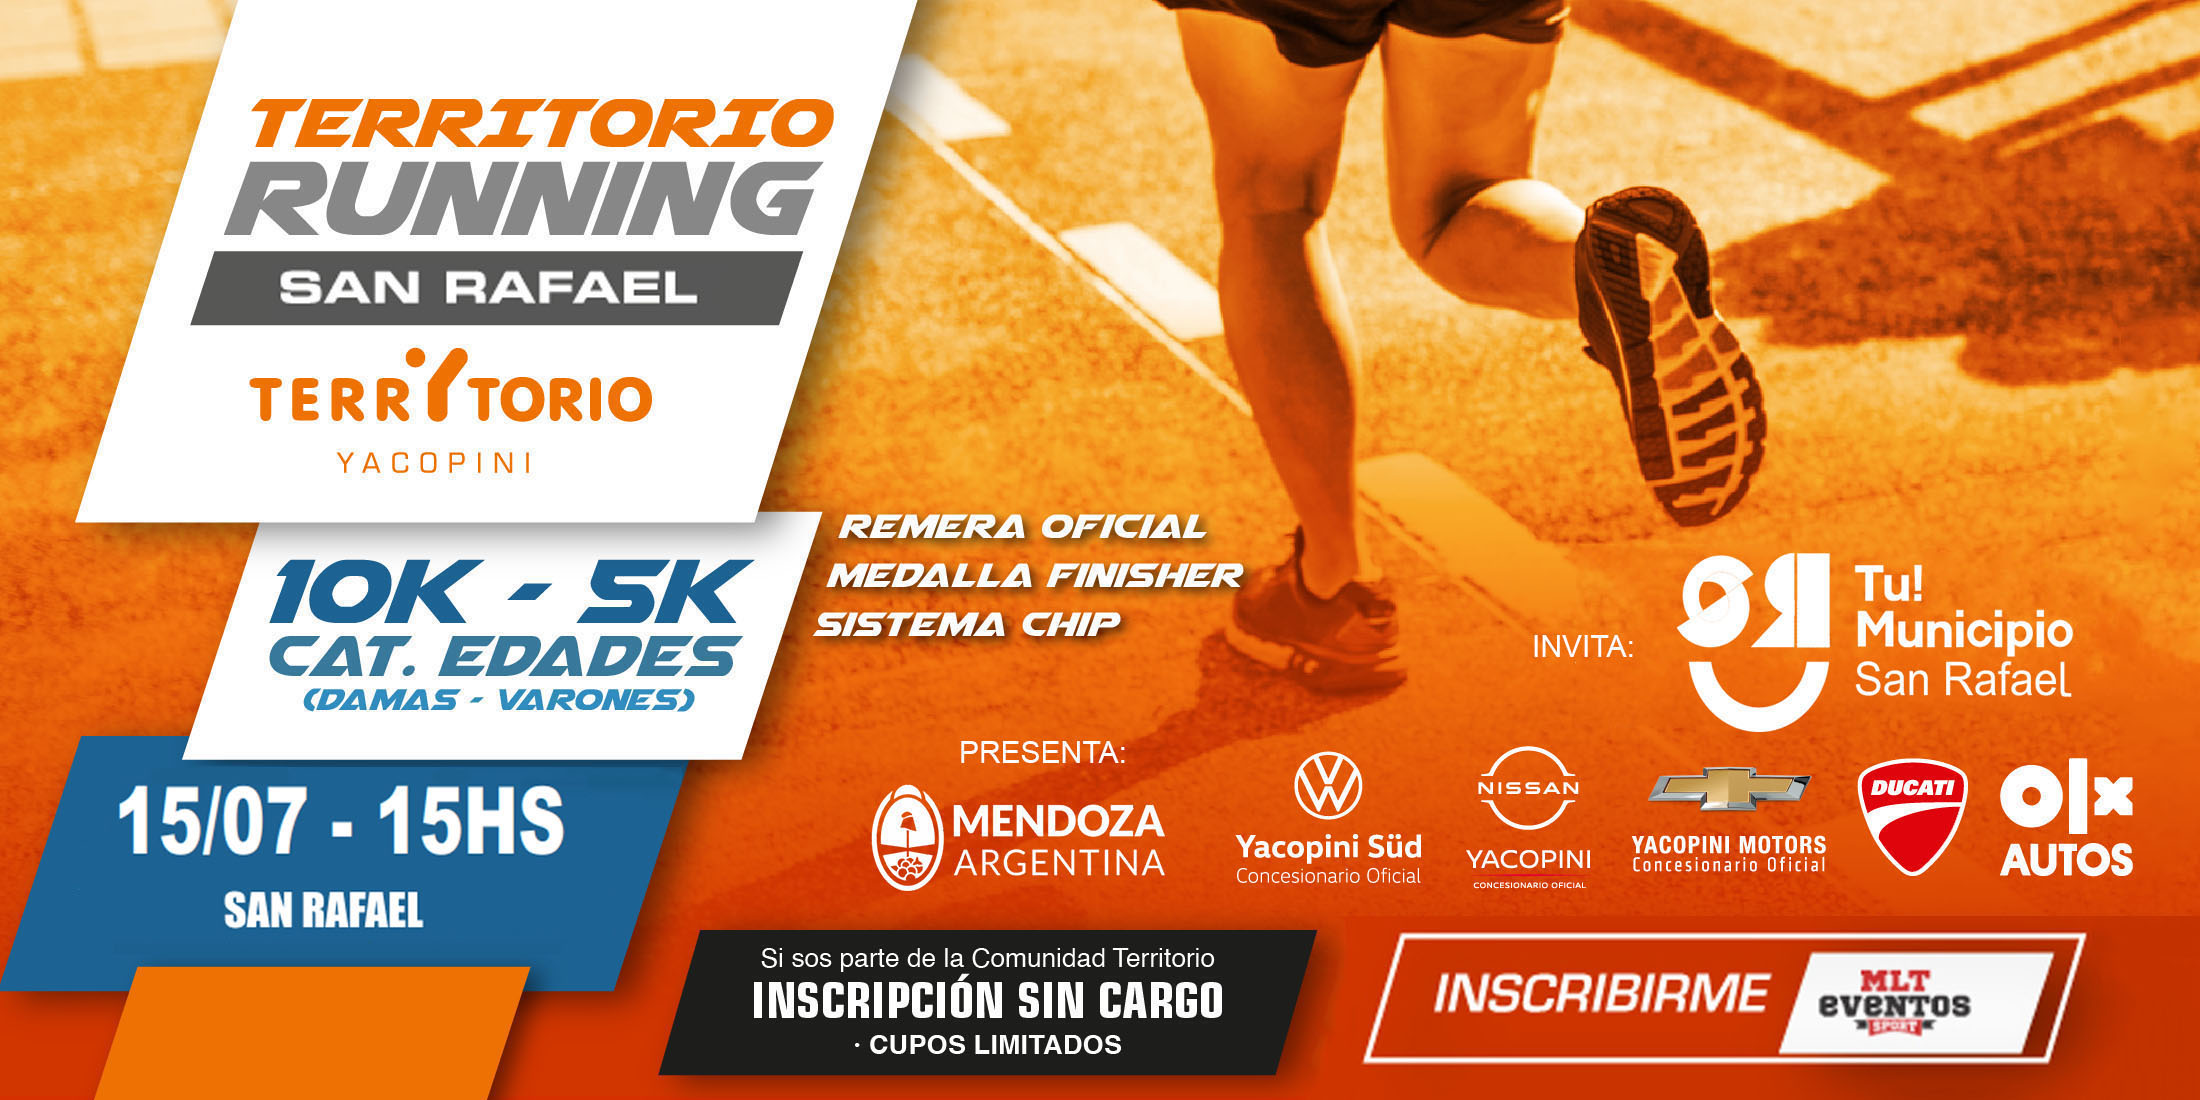 TERRITORIO
RUNNING
SAN RAFAEL
TERRYTORIO
YACOPINI
10K - 5K
CAT. EDADES
(DAMAS - VARONES)
15/07 - 15HS
SAN RAFAEL
REMERA OFICIAL
MEDALLA FINISHER
SISTEMA CHIP
INVITA:
SR
Tu!
Municipio
San Rafael
PRESENTA:
MENDOZA
ARGENTINA
VW
Yacopini Süd
Concesionario Oficial
NISSAN
YACOPINI
CONCESIONARIO OFICIAL
YACOPINI MOTORS
Concesionario Oficial
DUCATI
olx
AUTOS
Si sos parte de la Comunidad Territorio
INSCRIPCIÓN SIN CARGO
· CUPOS LIMITADOS
INSCRIBIRME
MLT
eventos
SPORT